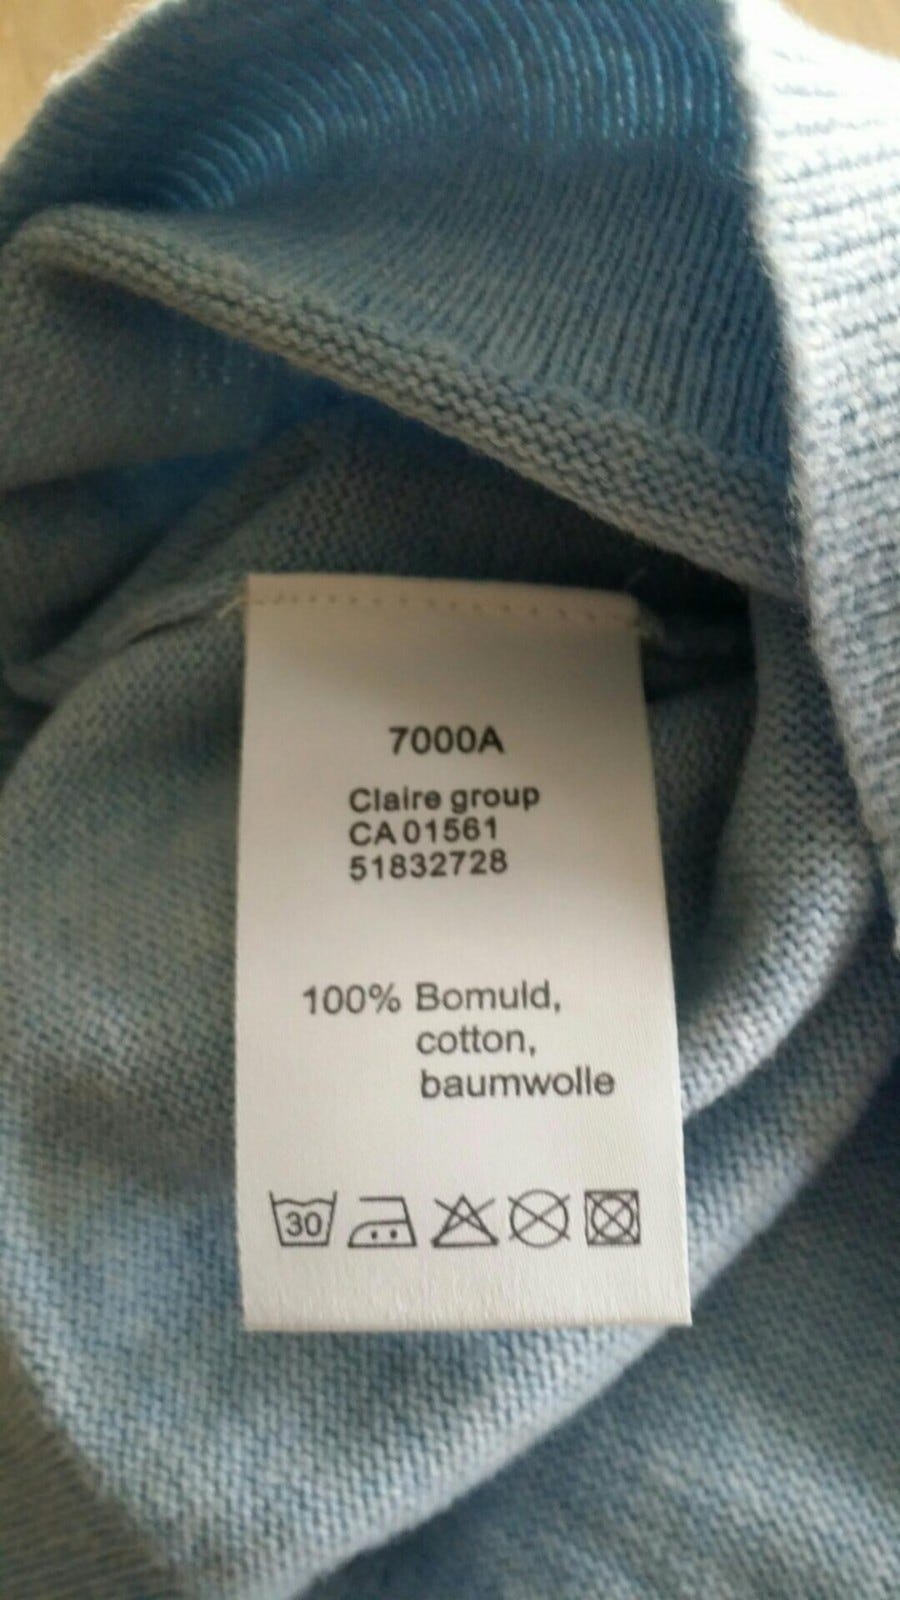 7000A
Claire group
CA 01561
51832728
100% Bomuld,
cotton,
baumwolle
30